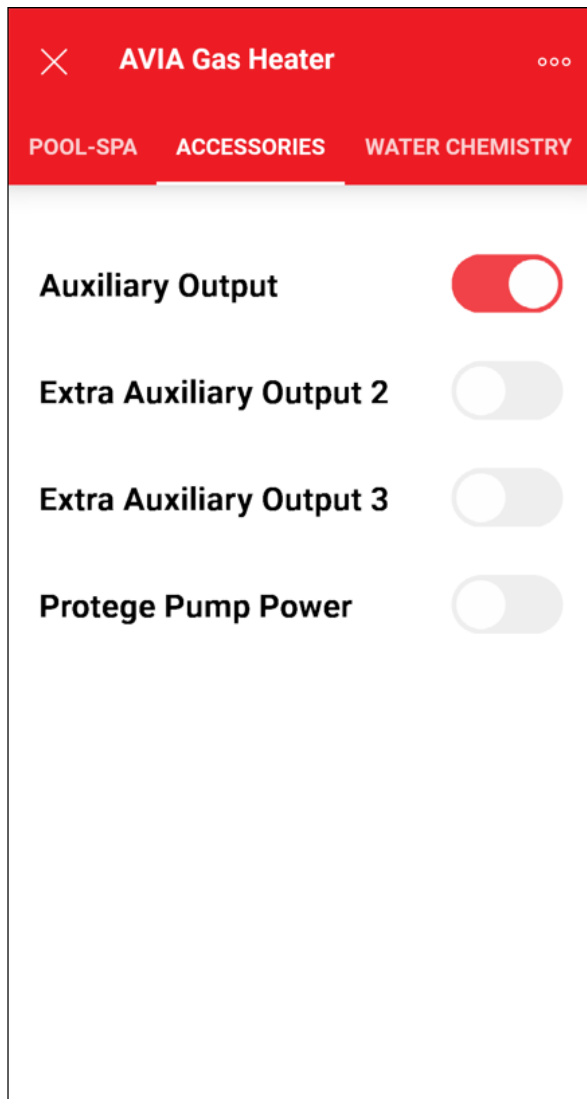 AVIA Gas Heater
POOL-SPA ACCESSORIES WATER CHEMISTRY
Auxiliary Output
Extra Auxiliary Output 2
Extra Auxiliary Output 3
Protege Pump Power